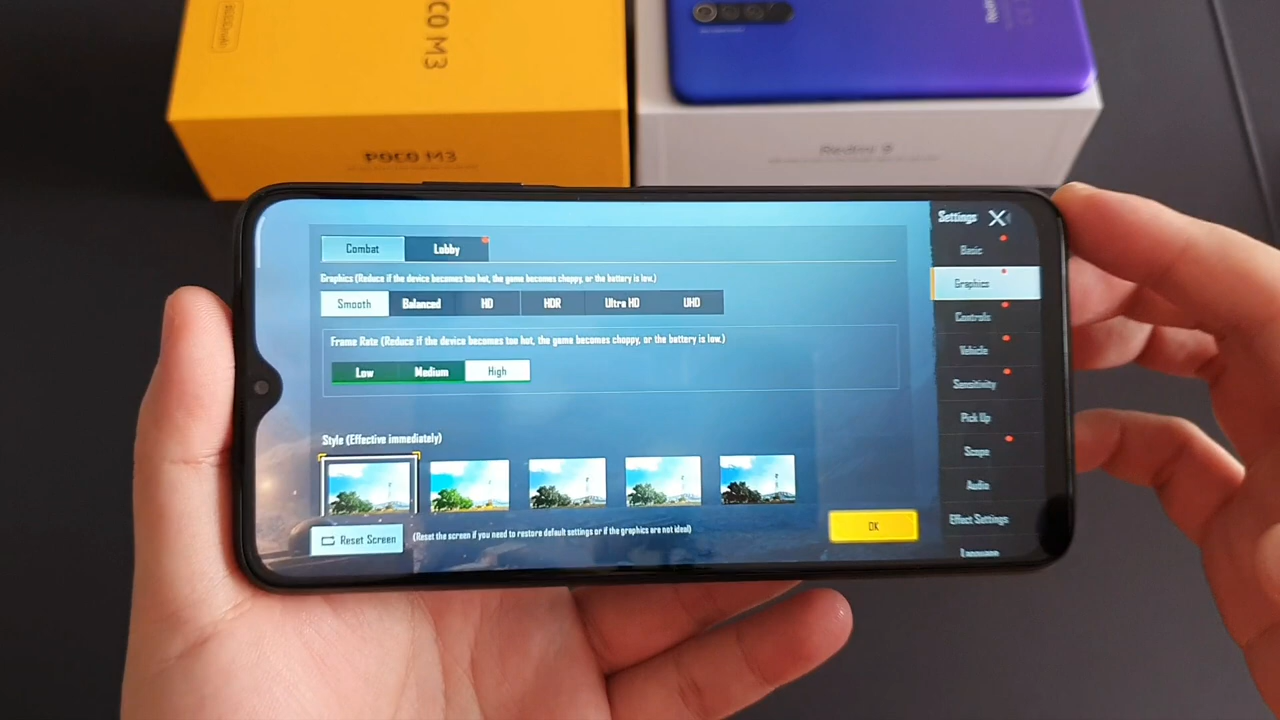 POCO M3
POCO M3
Redmi 9
Settings
Combat
Lobby
Basic
Graphics (Reduce if the device becomes too hot, the game becomes choppy, or the battery is low.)
Graphics
Smooth
Balanced
HD
HDR
Ultra HD
UHD
Controls
Frame Rate (Reduce if the device becomes too hot, the game becomes choppy, or the battery is low.)
Vehicle
Low
Medium
High
Sensitivity
Pick Up
Style (Effective immediately)
Scope
Audio
Reset Screen
(Reset the screen if you need to restore default settings or if the graphics are not ideal)
OK
Effect Settings
Language